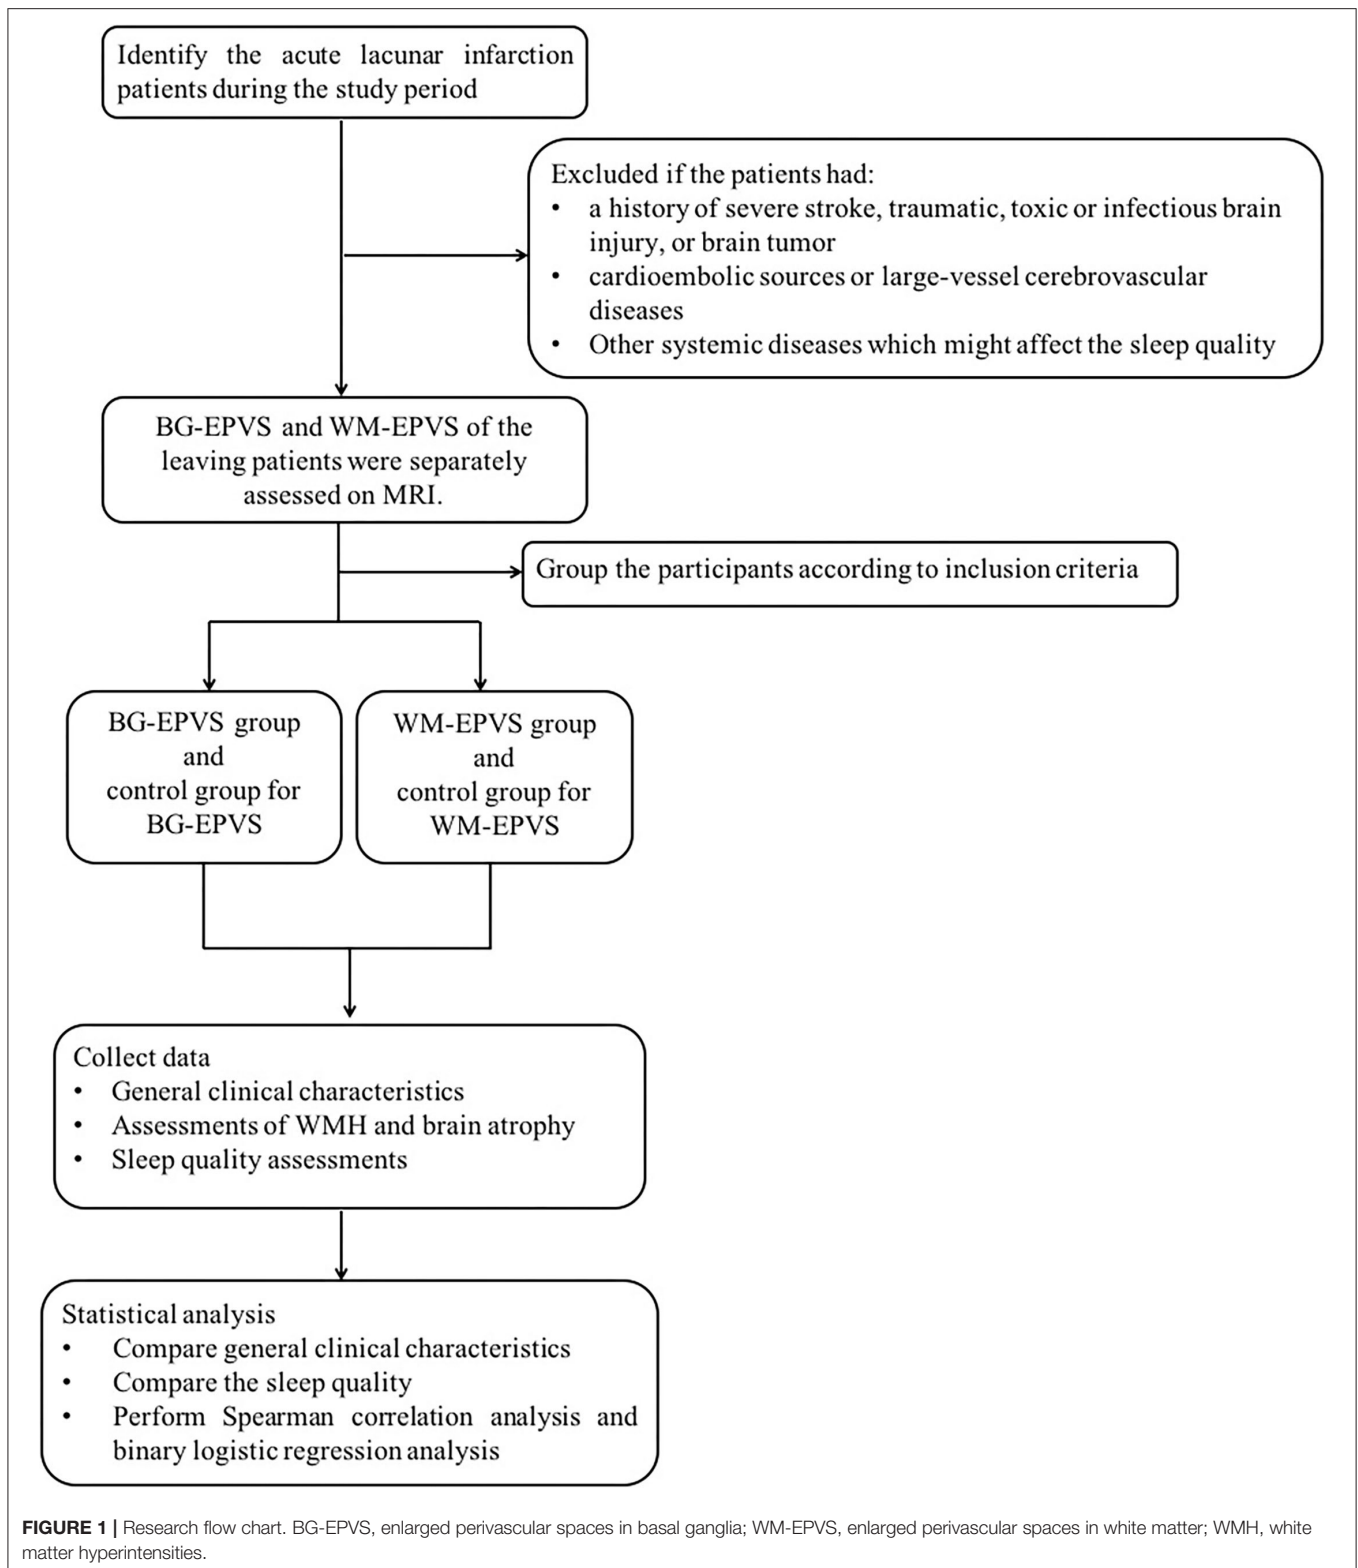 Identify the acute lacunar infarction
patients during the study period
Excluded if the patients had:
• a history of severe stroke, traumatic, toxic or infectious brain
injury, or brain tumor
• cardioembolic sources or large-vessel cerebrovascular
diseases
• Other systemic diseases which might affect the sleep quality
BG-EPVS and WM-EPVS of the
leaving patients were separately
assessed on MRI.
Group the participants according to inclusion criteria
BG-EPVS group
and
control group for
BG-EPVS
WM-EPVS group
and
control group for
WM-EPVS
Collect data
• General clinical characteristics
• Assessments of WMH and brain atrophy
• Sleep quality assessments
Statistical analysis
• Compare general clinical characteristics
• Compare the sleep quality
• Perform Spearman correlation analysis and
binary logistic regression analysis
FIGURE 1 | Research flow chart. BG-EPVS, enlarged perivascular spaces in basal ganglia; WM-EPVS, enlarged perivascular spaces in white matter; WMH, white
matter hyperintensities.